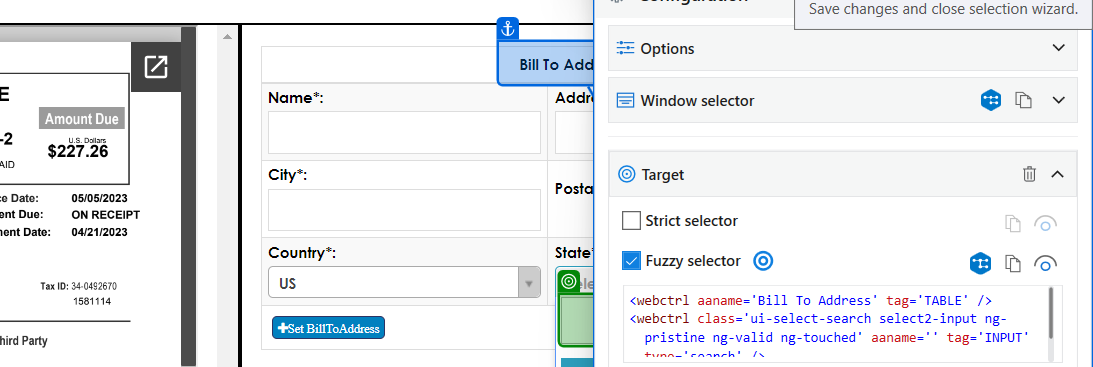 Configuration
Save changes and close selection wizard.
E
Amount Due
-2
U.S. Dollars
$227.26
AID
ce Date: 05/05/2023
ent Due: ON RECEIPT
ment Date: 04/21/2023
Tax ID: 34-0492670
1581114
hird Party
Bill To Add
Name*:
Addre
City*:
Posta
Country*:
State*
US
ele
Set BillToAddress
Options
Window selector
Target
Strict selector
Fuzzy selector
<webctrl aaname='Bill To Address' tag='TABLE' />
<webctrl class='ui-select-search select2-input ng-
pristine ng-valid ng-touched' aaname='' tag='INPUT'
type='search' />